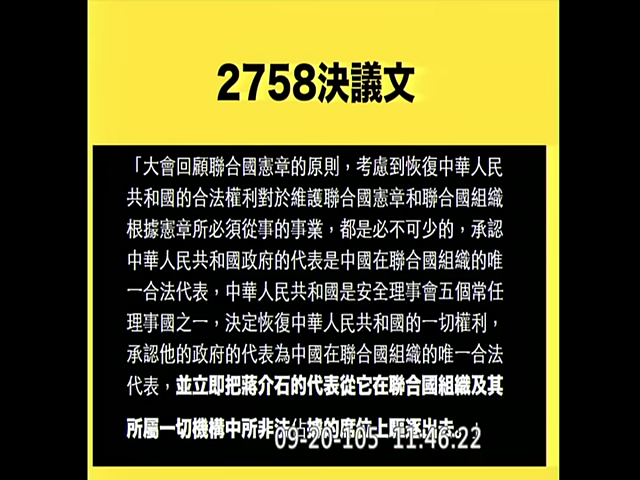 2758決議文
「大會回顧聯合國憲章的原則，考慮到恢復中華人民
共和國的合法權利對於維護聯合國憲章和聯合國組織
根據憲章所必須從事的事業，都是必不可少的，承認
中華人民共和國政府的代表是中國在聯合國組織的唯
一合法代表，中華人民共和國是安全理事會五個常任
理事國之一，決定恢復中華人民共和國的一切權利，
承認他的政府的代表為中國在聯合國組織的唯一合法
代表，並立即把蔣介石的代表從它在聯合國組織及其
所屬一切機構中所非法佔據的席位上驅逐出去。」
09-20-105 11:46:22